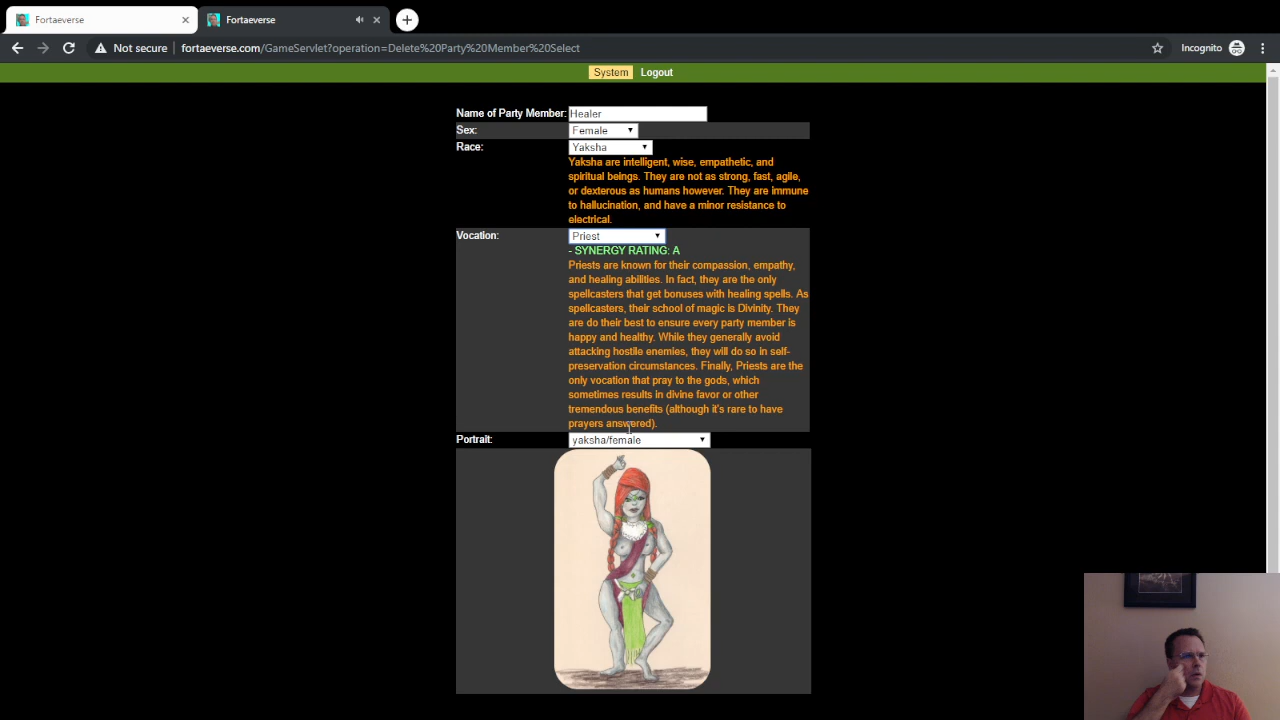 Fortaeverse
Fortaeverse
Not secure fortaeverse.com/GameServlet?operation=Delete%20Party%20Member%20Select
Incognito
System Logout
Name of Party Member: Healer
Sex: Female
Race: Yaksha
Yaksha are intelligent, wise, empathetic, and
spiritual beings. They are not as strong, fast, agile,
or dexterous as humans however. They are immune
to hallucination, and have a minor resistance to
electrical.
Vocation: Priest
- SYNERGY RATING: A
Priests are known for their compassion, empathy,
and healing abilities. In fact, they are the only
spellcasters that get bonuses with healing spells. As
spellcasters, their school of magic is Divinity. They
are do their best to ensure every party member is
happy and healthy. While they generally avoid
attacking hostile enemies, they will do so in self-
preservation circumstances. Finally, Priests are the
only vocation that pray to the gods, which
sometimes results in divine favor or other
tremendous benefits (although it's rare to have
prayers answered).
Portrait: yaksha/female